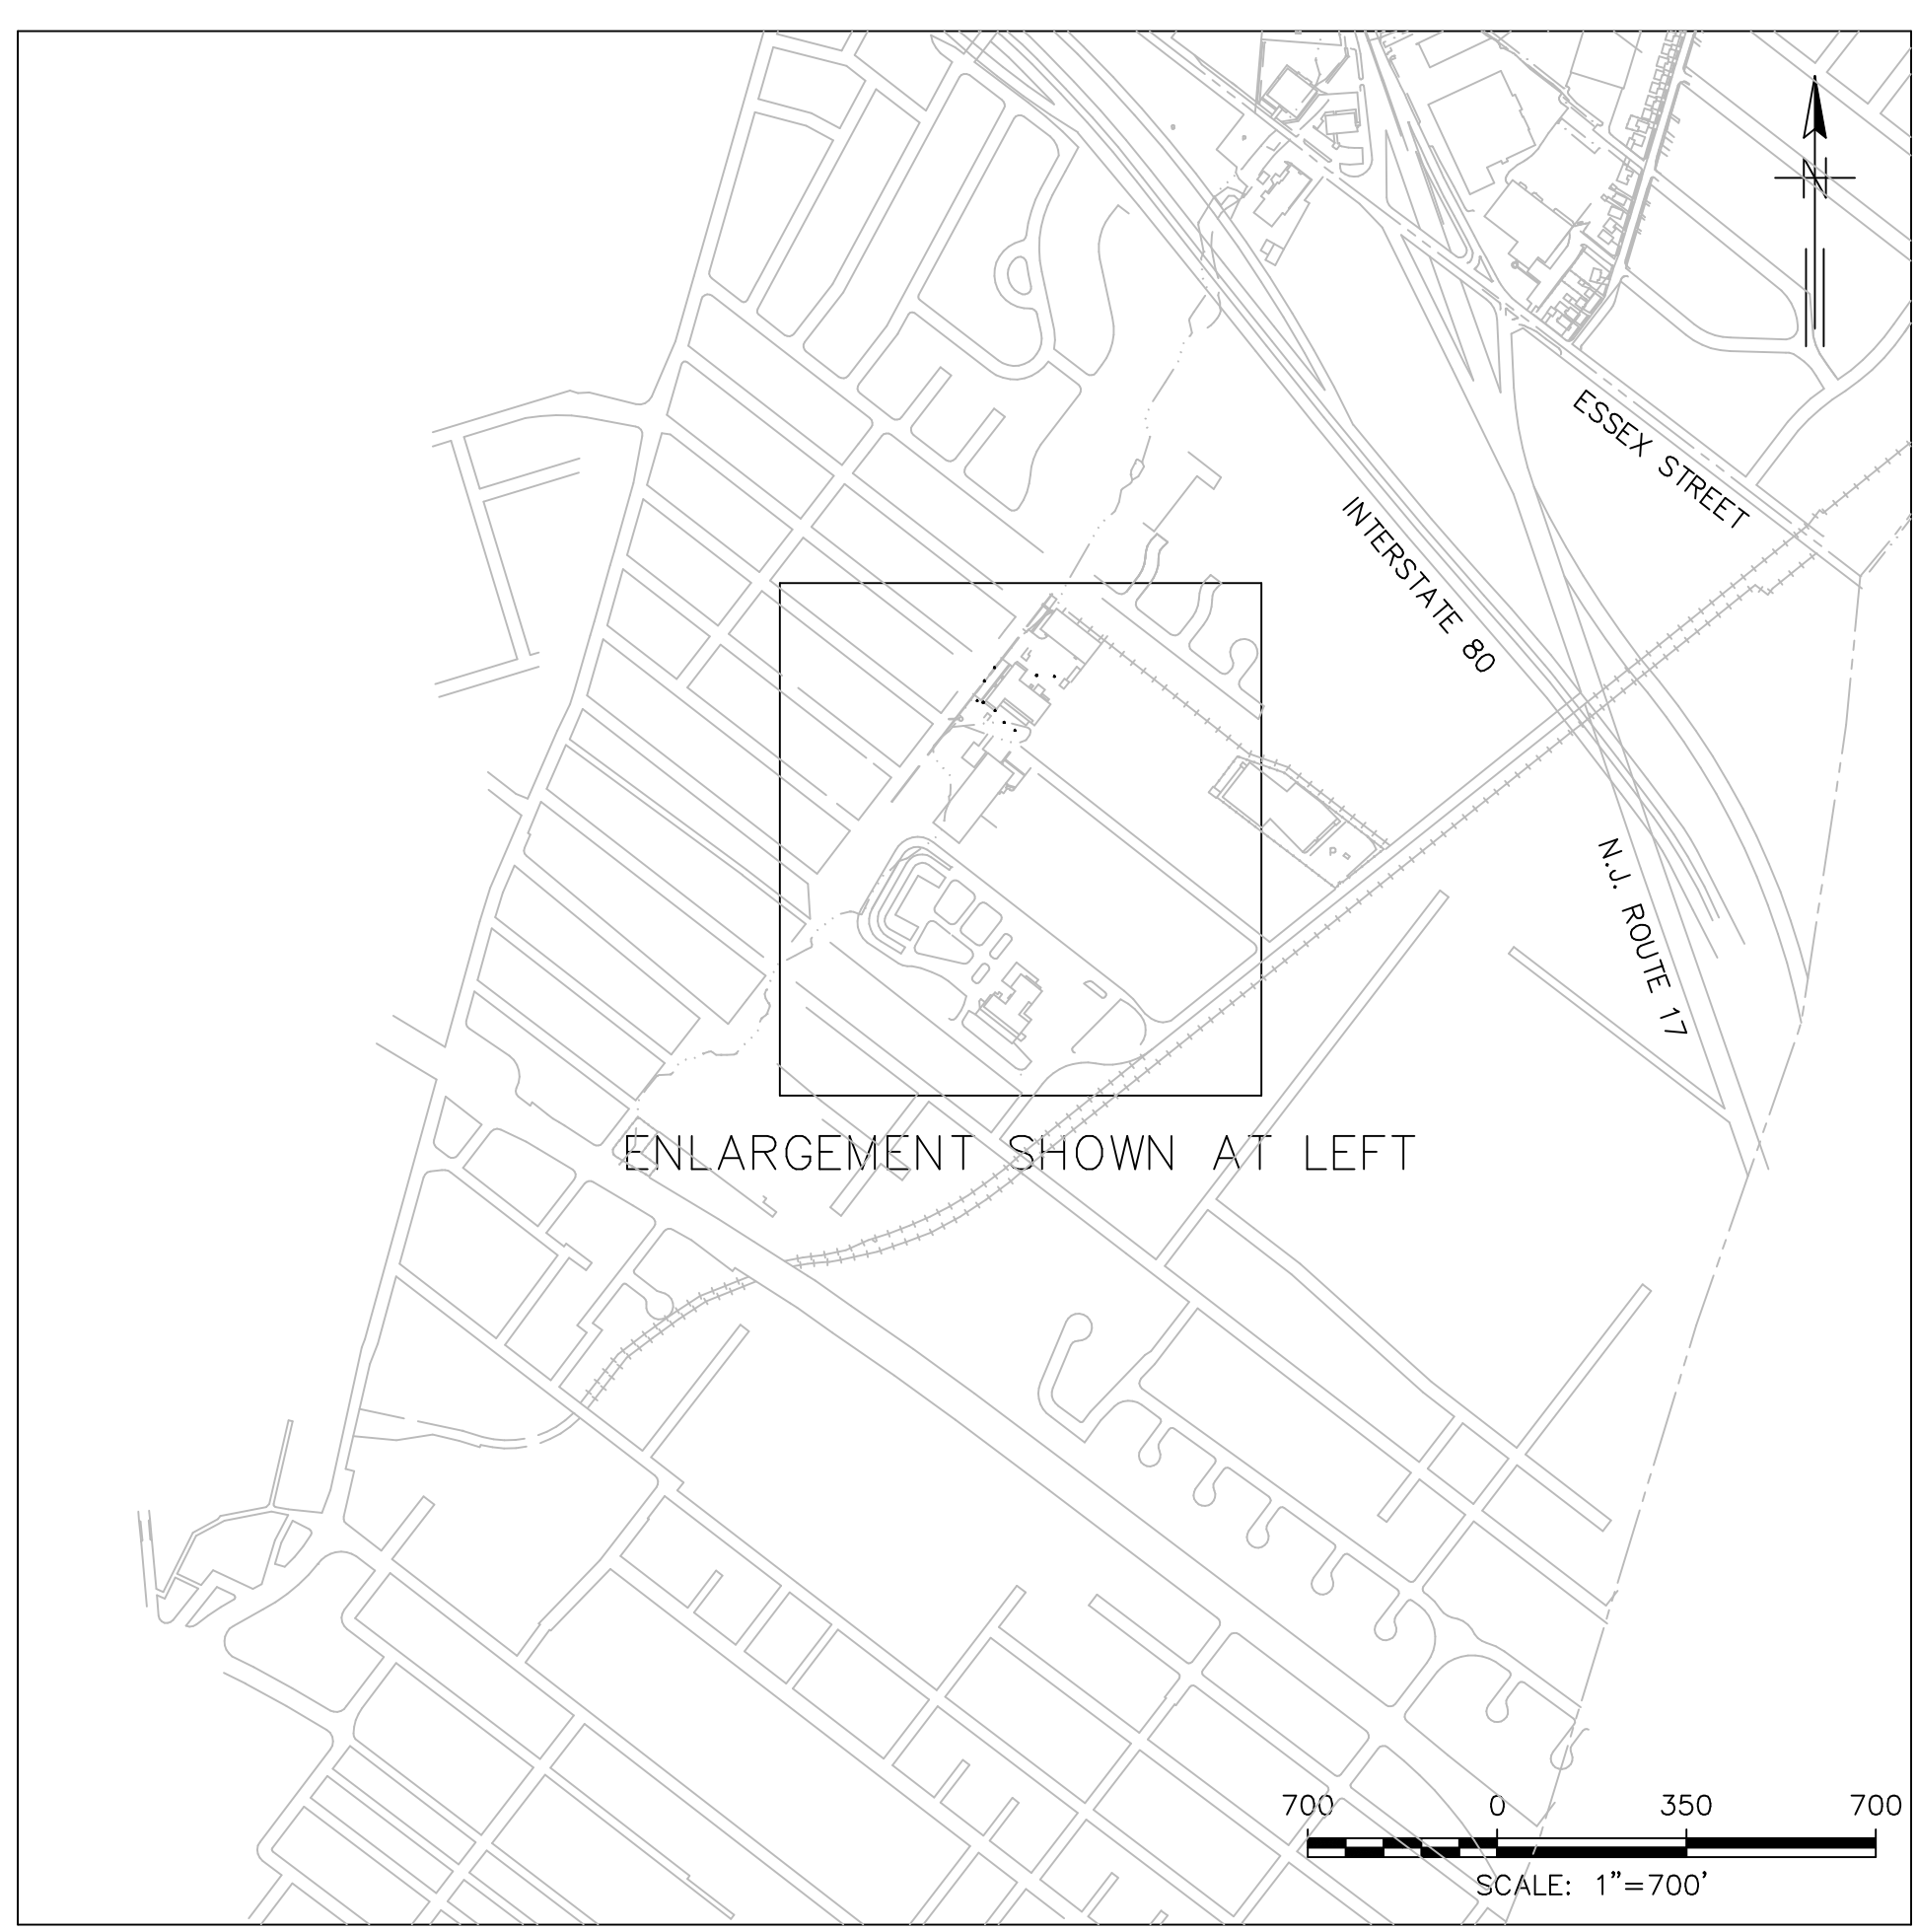 N
ESSEX STREET
INTERSTATE 80
N.J. ROUTE 17
ENLARGEMENT SHOWN AT LEFT
700 0 350 700
SCALE: 1"=700'